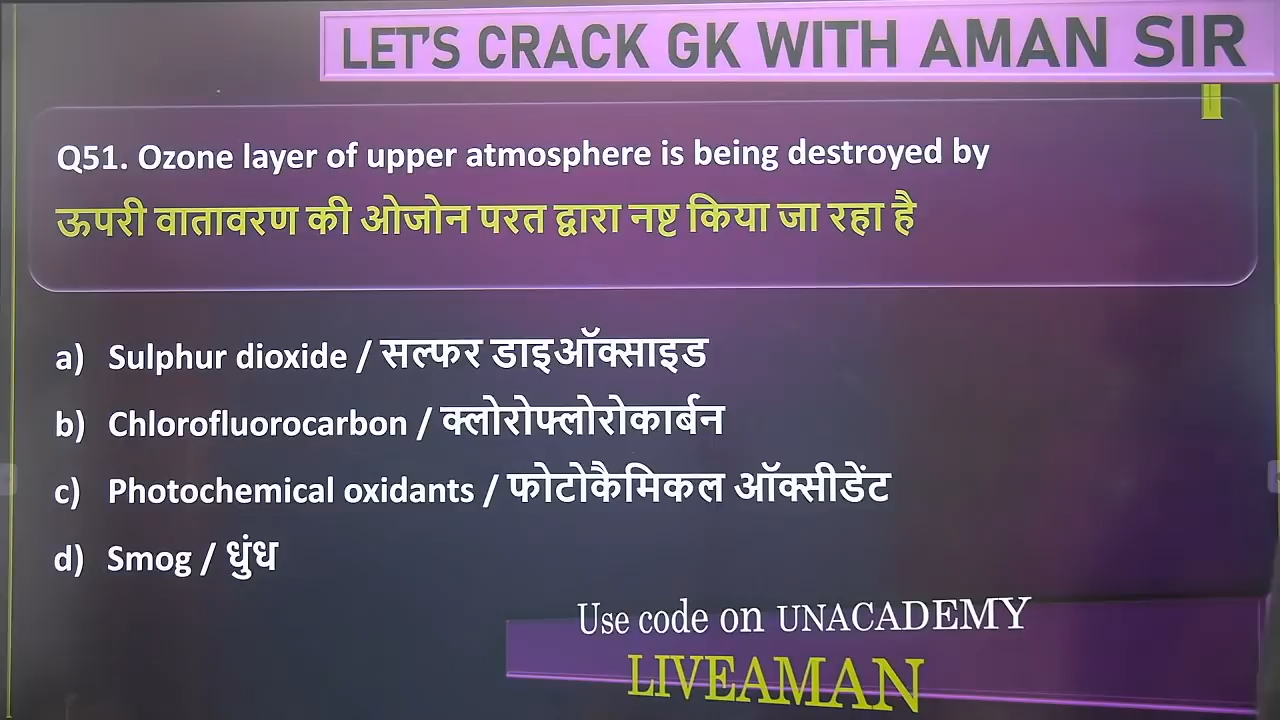 LET'S CRACK GK WITH AMAN SIR
Q51. Ozone layer of upper atmosphere is being destroyed by
ऊपरी वातावरण की ओजोन परत द्वारा नष्ट किया जा रहा है
a) Sulphur dioxide / सल्फर डाइऑक्साइड
b) Chlorofluorocarbon / क्लोरोफ्लोरोकार्बन
c) Photochemical oxidants / फोटोकैमिकल ऑक्सीडेंट
d) Smog / धुंध
Use code on UNACADEMY
LIVEAMAN